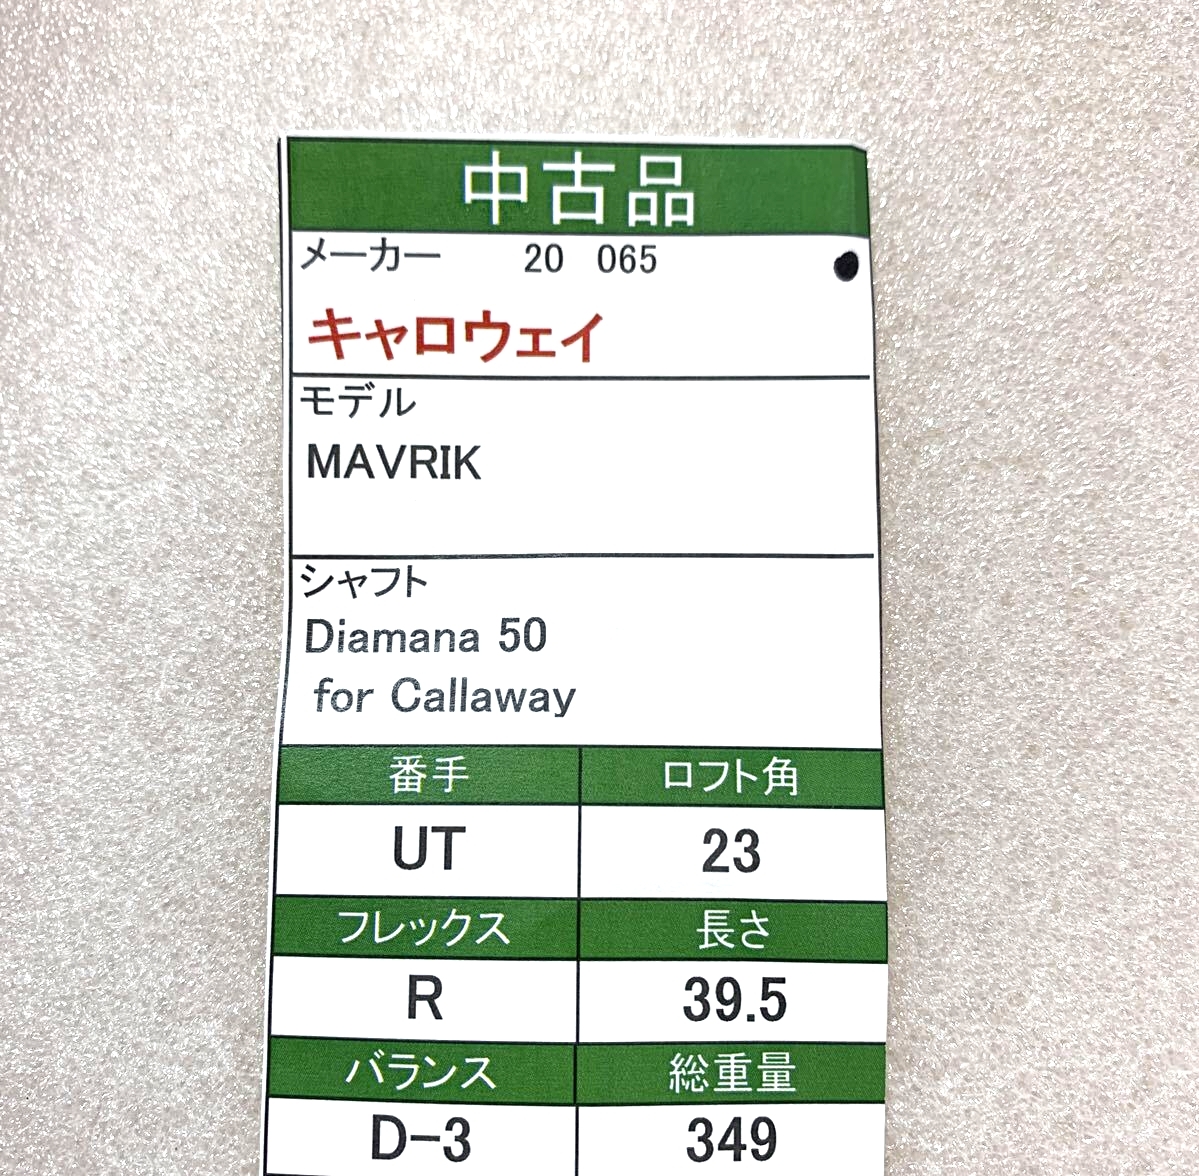 中古品
メーカー 20 065
キャロウェイ
モデル
MAVRIK
シャフト
Diamana 50
for Callaway
番手 ロフト角
UT 23
フレックス 長さ
R 39.5
バランス 総重量
D-3 349